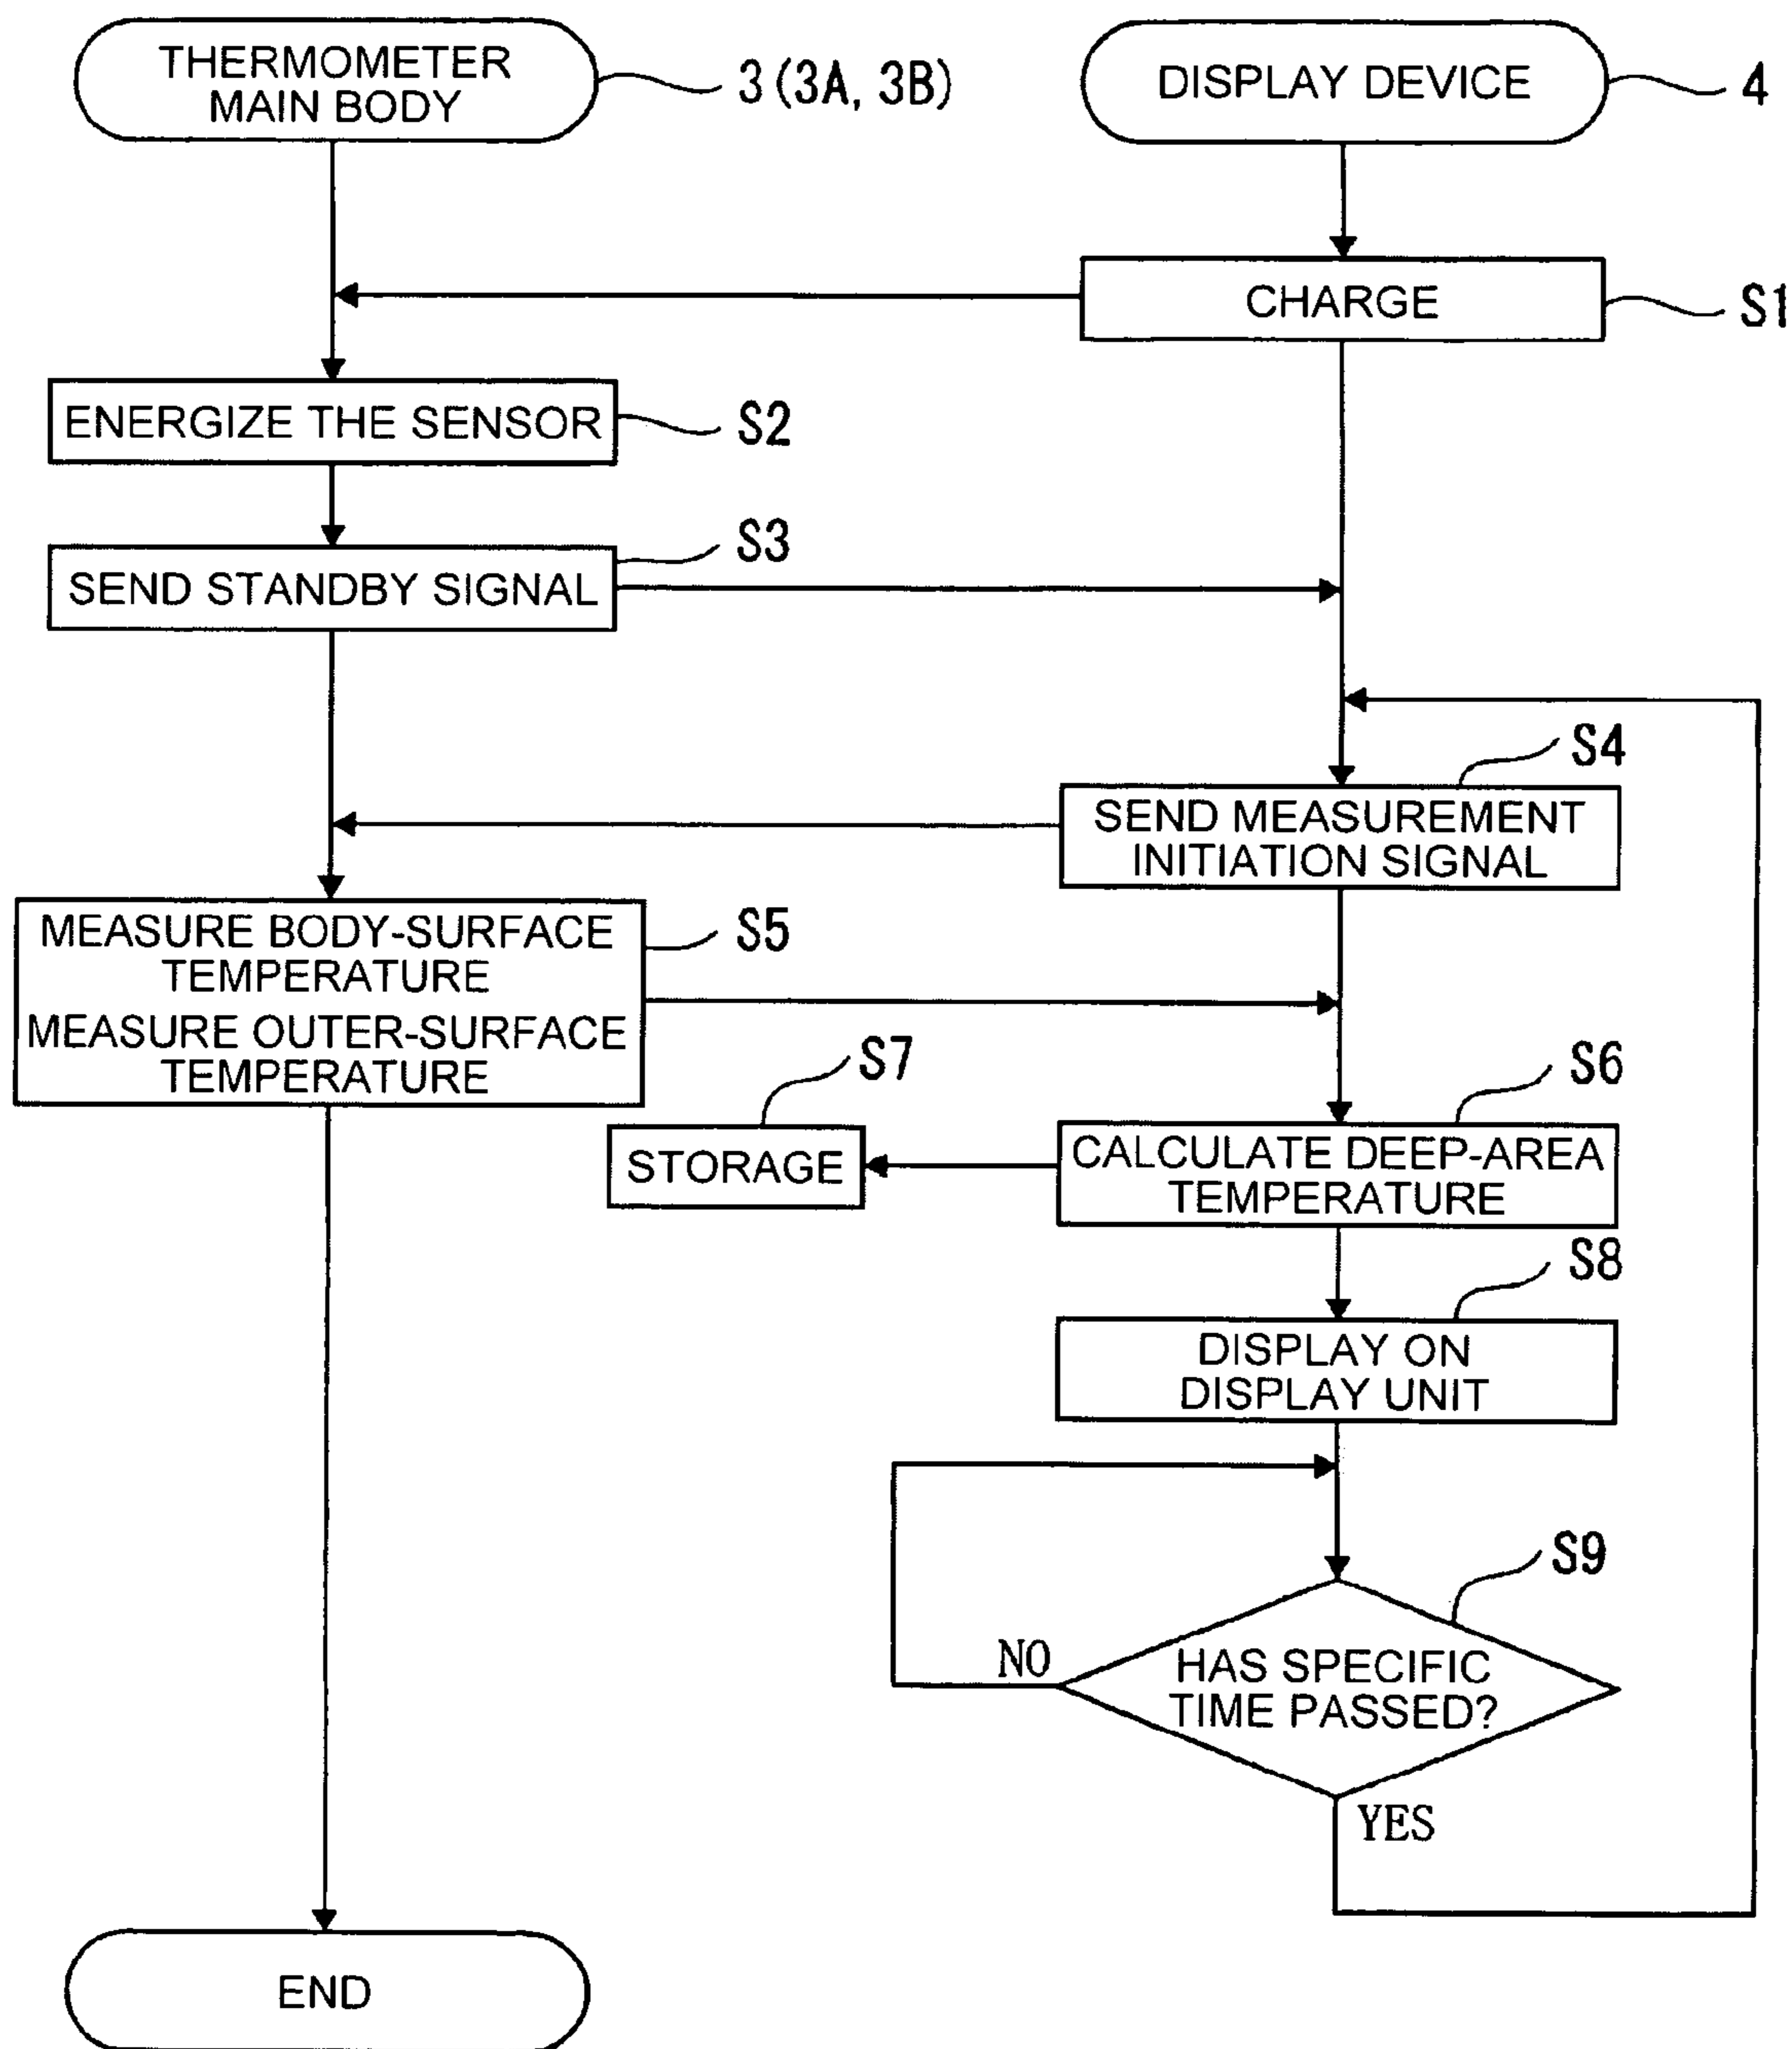 THERMOMETER
MAIN BODY
3 (3A, 3B)
DISPLAY DEVICE
4
CHARGE
S1
ENERGIZE THE SENSOR
S2
SEND STANDBY SIGNAL
S3
S4
SEND MEASUREMENT
INITIATION SIGNAL
MEASURE BODY-SURFACE
TEMPERATURE
MEASURE OUTER-SURFACE
TEMPERATURE
S5
S7
STORAGE
S6
CALCULATE DEEP-AREA
TEMPERATURE
S8
DISPLAY ON
DISPLAY UNIT
S9
NO
HAS SPECIFIC
TIME PASSED?
YES
END